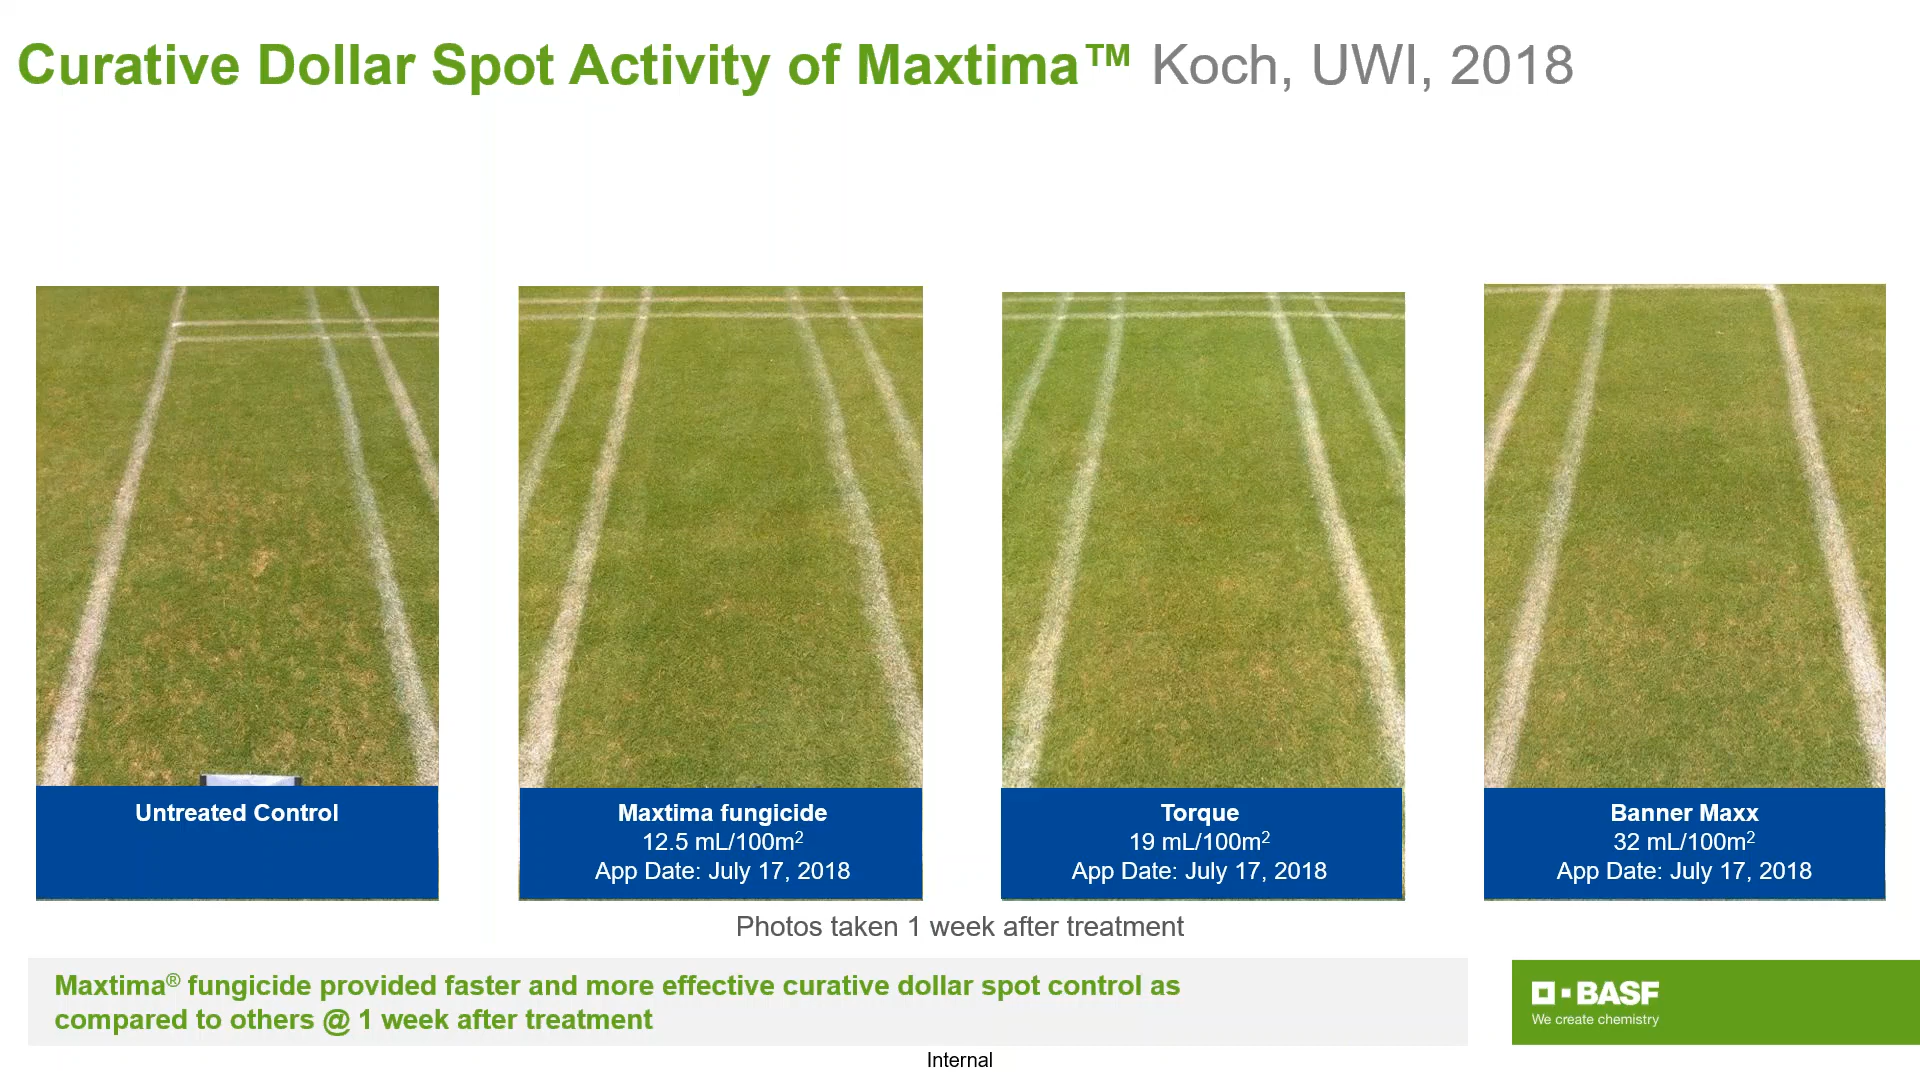 Curative Dollar Spot Activity of Maxtima™ Koch, UWI, 2018
Untreated Control
Maxtima fungicide
12.5 mL/100m²
App Date: July 17, 2018
Torque
19 mL/100m²
App Date: July 17, 2018
Banner Maxx
32 mL/100m²
App Date: July 17, 2018
Photos taken 1 week after treatment
Maxtima® fungicide provided faster and more effective curative dollar spot control as
compared to others @ 1 week after treatment
BASF
We create chemistry
Internal